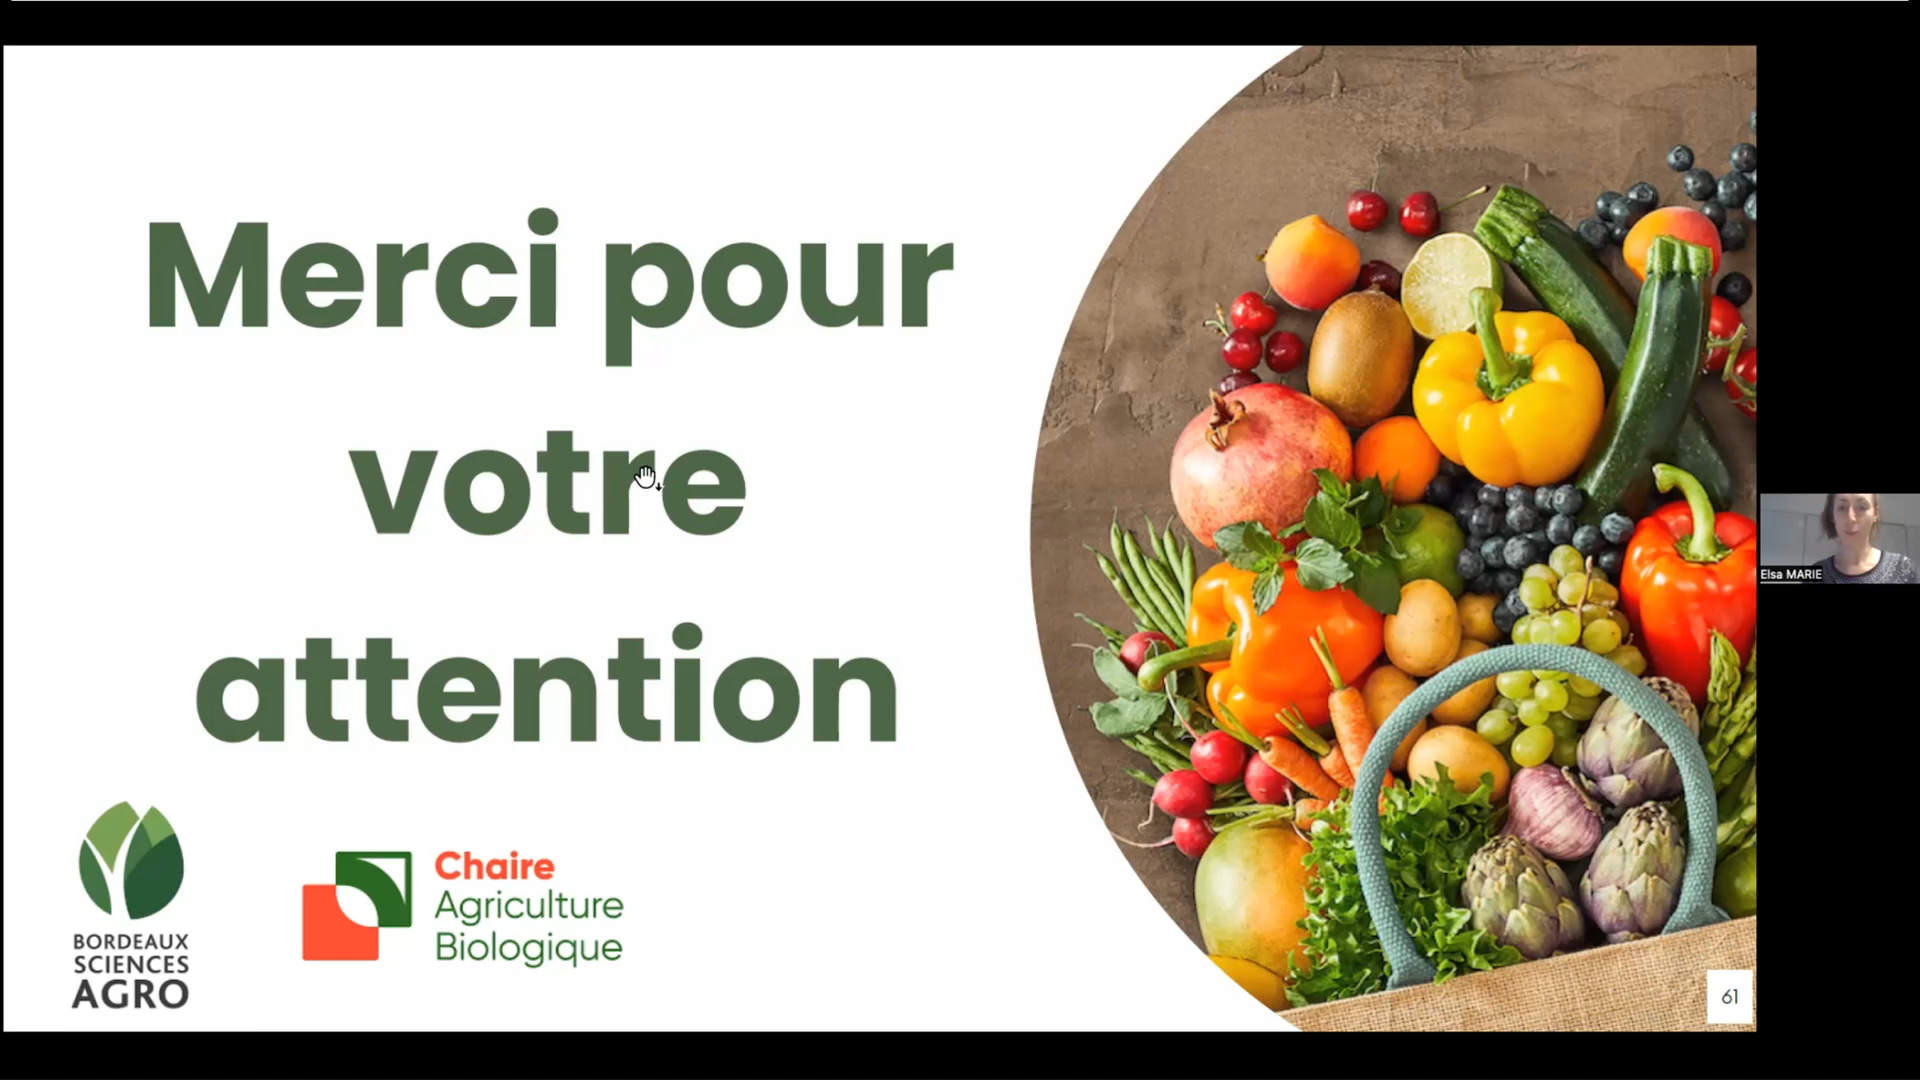 Merci pour
votre
attention
BORDEAUX
SCIENCES
AGRO
Chaire
Agriculture
Biologique
61
Elsa MARIE